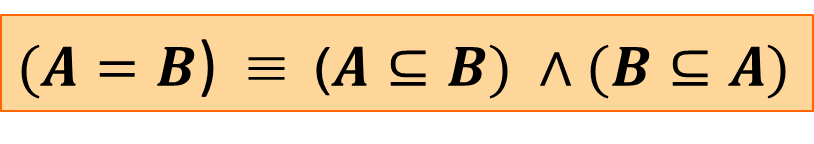 (A = B) ≡ (A ⊆ B) ∧ (B ⊆ A)